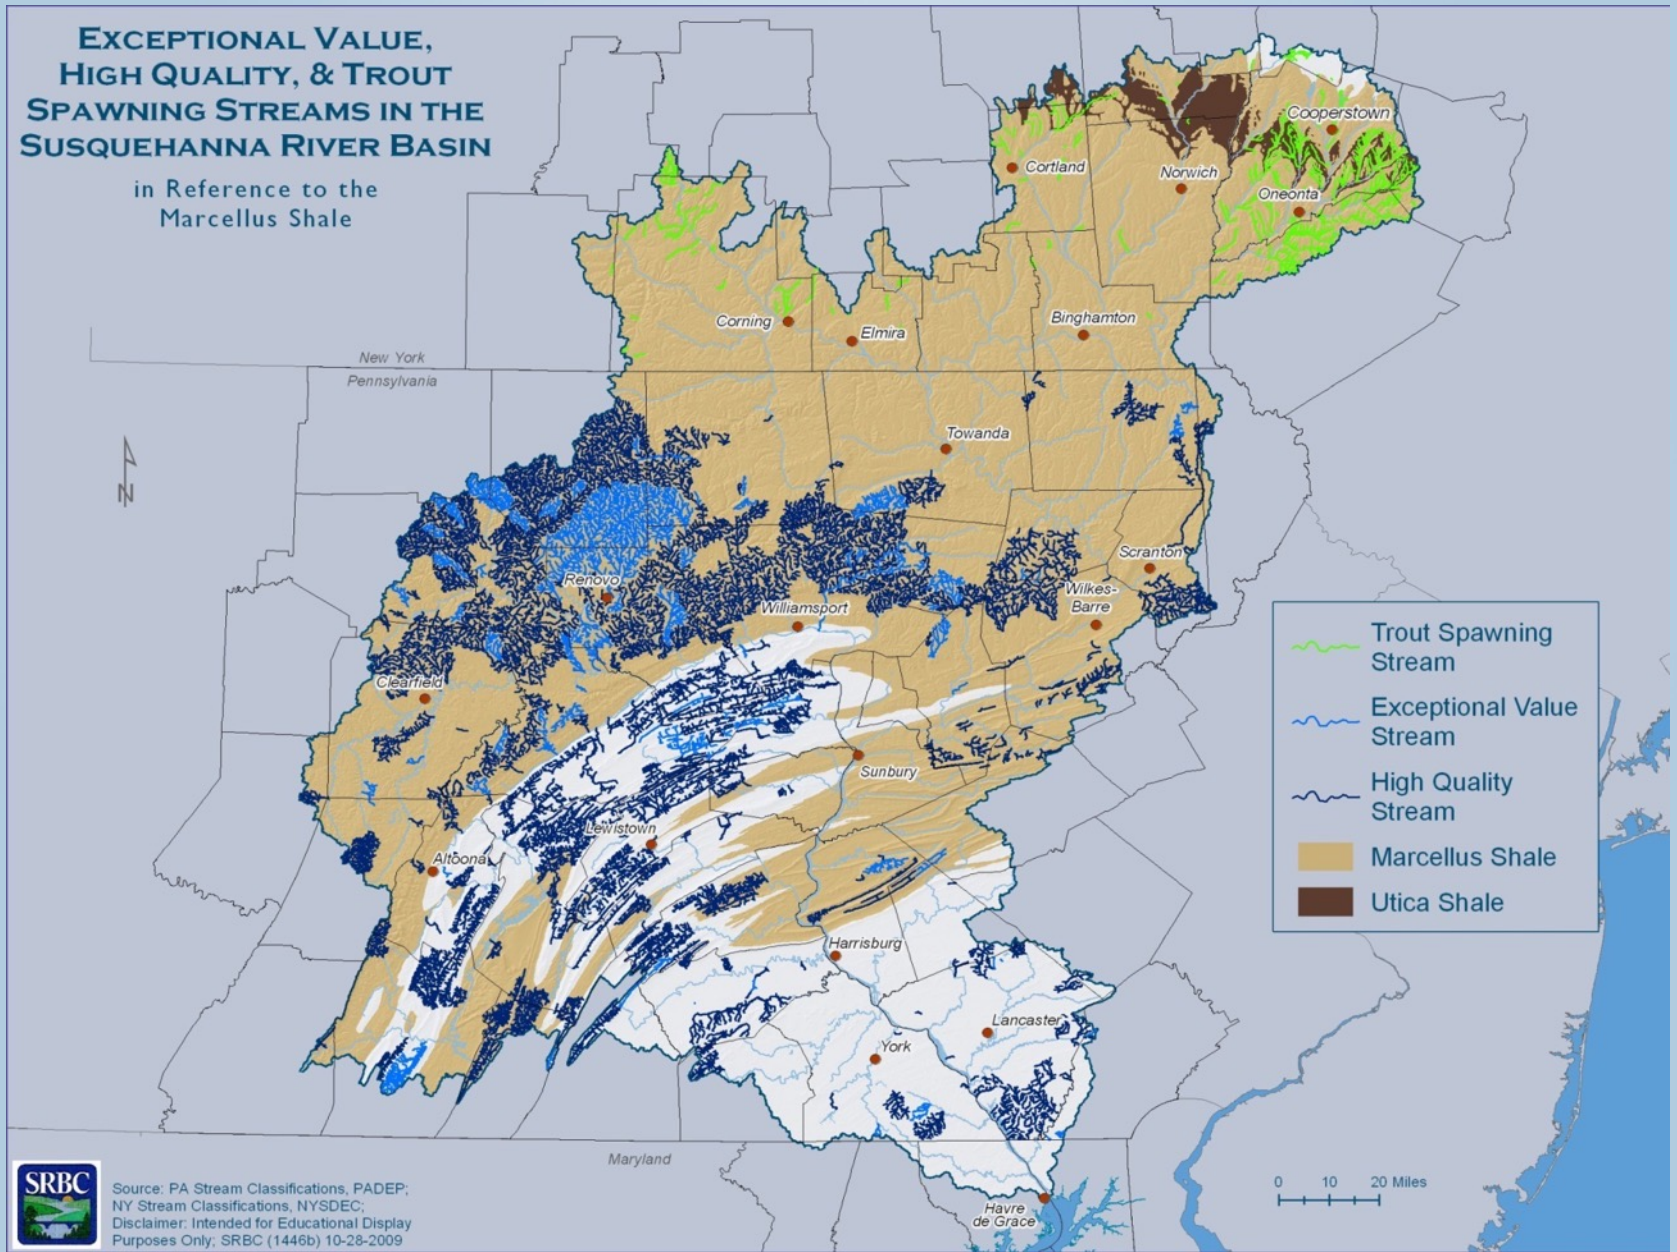 EXCEPTIONAL VALUE,
HIGH QUALITY, & TROUT
SPAWNING STREAMS IN THE
SUSQUEHANNA RIVER BASIN
in Reference to the
Marcellus Shale
Cooperstown
Cortland
Norwich
Oneonta
Corning
Elmira
Binghamton
New York
Pennsylvania
Towanda
N
Scranton
Renovo
Wilkes-
Barre
Williamsport
Clearfield
Sunbury
Lewistown
Altoona
Harrisburg
Lancaster
York
Maryland
Havre
de Grace
Trout Spawning
Stream
Exceptional Value
Stream
High Quality
Stream
Marcellus Shale
Utica Shale
0 10 20 Miles
SRBC
Source: PA Stream Classifications, PADEP;
NY Stream Classifications, NYSDEC;
Disclaimer: Intended for Educational Display
Purposes Only; SRBC (1446b) 10-28-2009